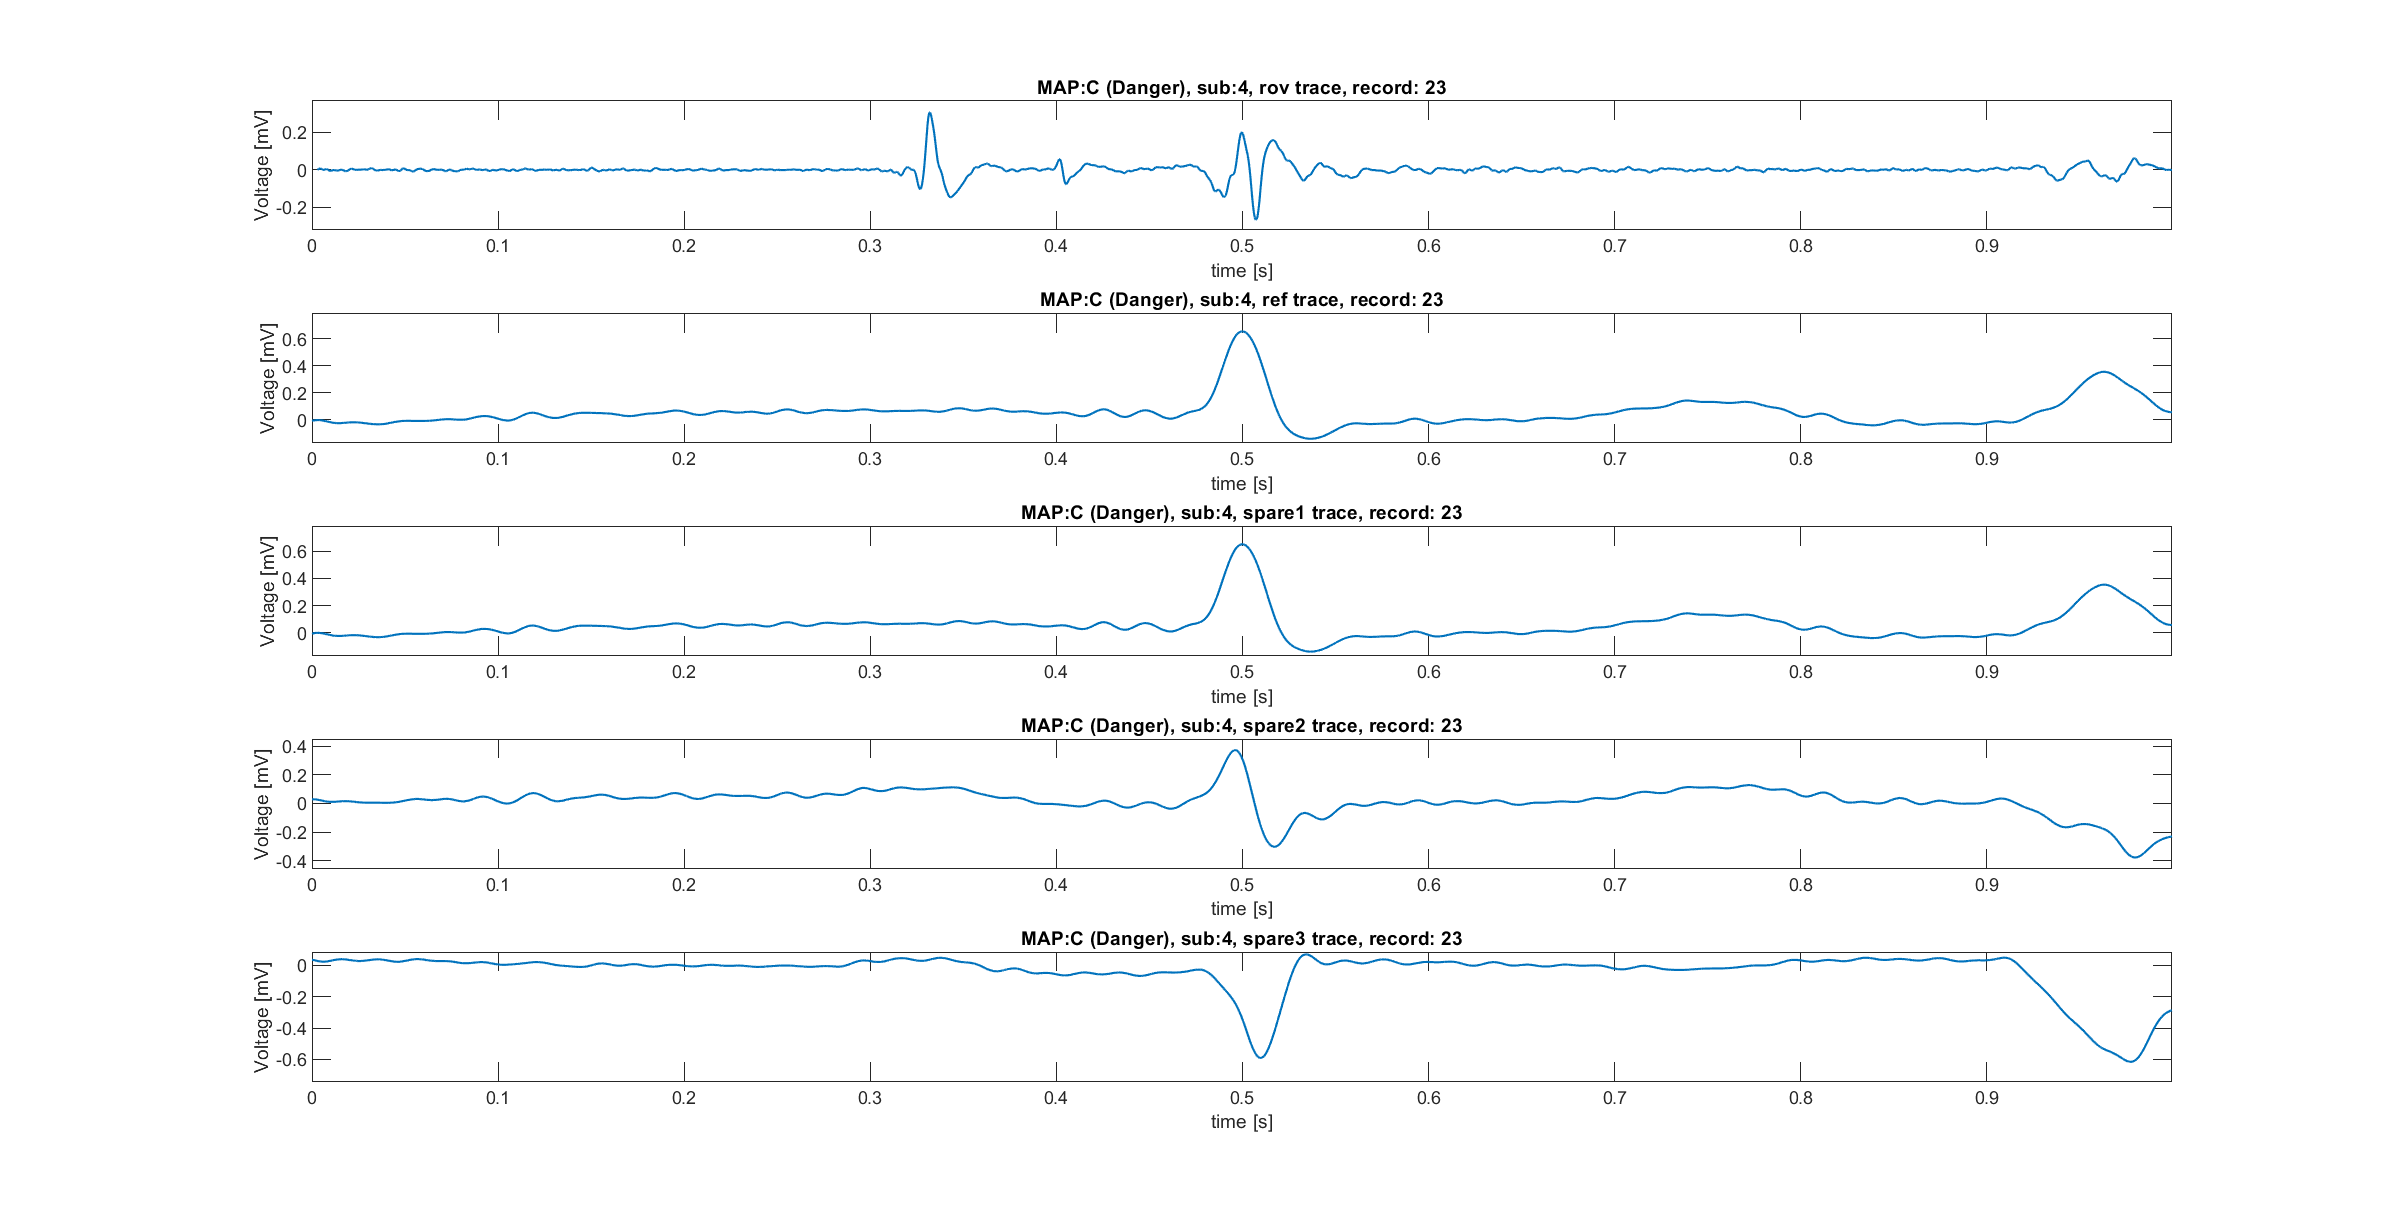 MAP:C (Danger), sub:4, rov trace, record: 23
Voltage [mV]
0.2
0
-0.2
0 0.1 0.2 0.3 0.4 0.5 0.6 0.7 0.8 0.9
time [s]
MAP:C (Danger), sub:4, ref trace, record: 23
Voltage [mV]
0.6
0.4
0.2
0
0 0.1 0.2 0.3 0.4 0.5 0.6 0.7 0.8 0.9
time [s]
MAP:C (Danger), sub:4, spare1 trace, record: 23
Voltage [mV]
0.6
0.4
0.2
0
0 0.1 0.2 0.3 0.4 0.5 0.6 0.7 0.8 0.9
time [s]
MAP:C (Danger), sub:4, spare2 trace, record: 23
Voltage [mV]
0.4
0.2
0
-0.2
-0.4
0 0.1 0.2 0.3 0.4 0.5 0.6 0.7 0.8 0.9
time [s]
MAP:C (Danger), sub:4, spare3 trace, record: 23
Voltage [mV]
0
-0.2
-0.4
-0.6
0 0.1 0.2 0.3 0.4 0.5 0.6 0.7 0.8 0.9
time [s]